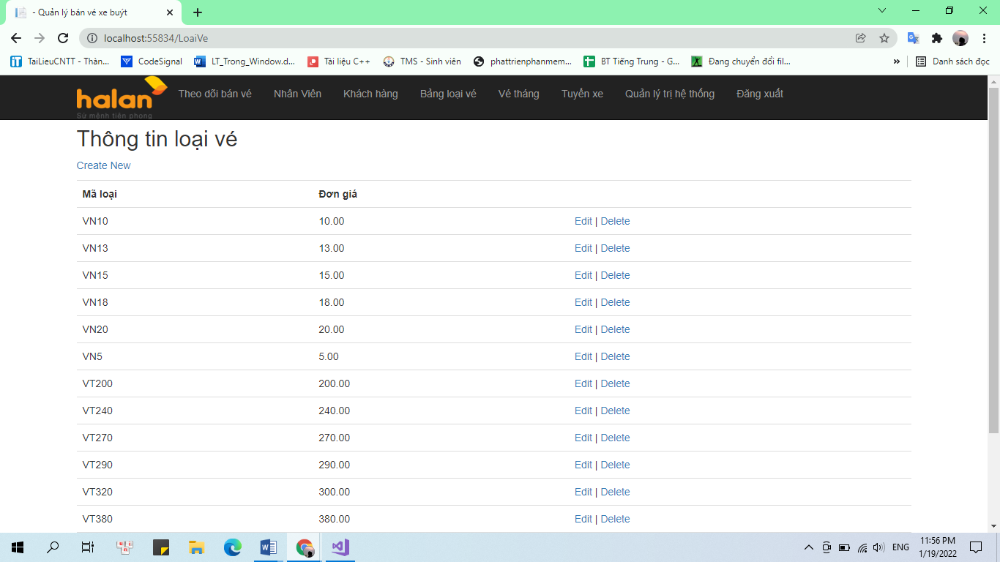 - Quản lý bán vé xe buýt
localhost:55834/LoaiVe
TaiLieuCNTT - Thàn... CodeSignal LT_Trong_Window.d... Tài liệu C++ TMS - Sinh viên phattrienphanmem... BT Tiếng Trung - G... Đang chuyển đổi fil... » Danh sách đọc
halan
Sứ mệnh tiên phong
Theo dõi bán vé Nhân Viên Khách hàng Bảng loại vé Vé tháng Tuyến xe Quản lý trị hệ thống Đăng xuất
Thông tin loại vé
Create New
Mã loại Đơn giá
VN10 10.00 Edit | Delete
VN13 13.00 Edit | Delete
VN15 15.00 Edit | Delete
VN18 18.00 Edit | Delete
VN20 20.00 Edit | Delete
VN5 5.00 Edit | Delete
VT200 200.00 Edit | Delete
VT240 240.00 Edit | Delete
VT270 270.00 Edit | Delete
VT290 290.00 Edit | Delete
VT320 300.00 Edit | Delete
VT380 380.00 Edit | Delete
ENG
11:56 PM
1/19/2022